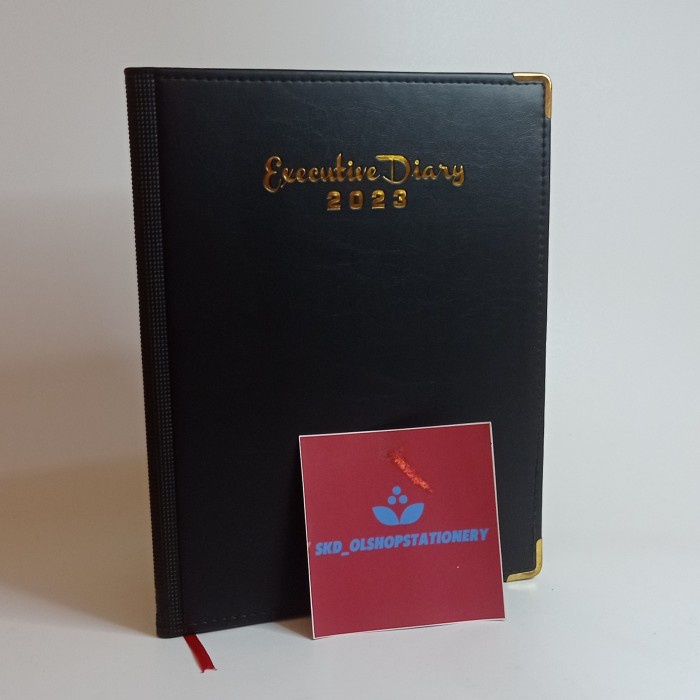 Executive Diary
2023
SKD_OLSHOPSTATIONERY